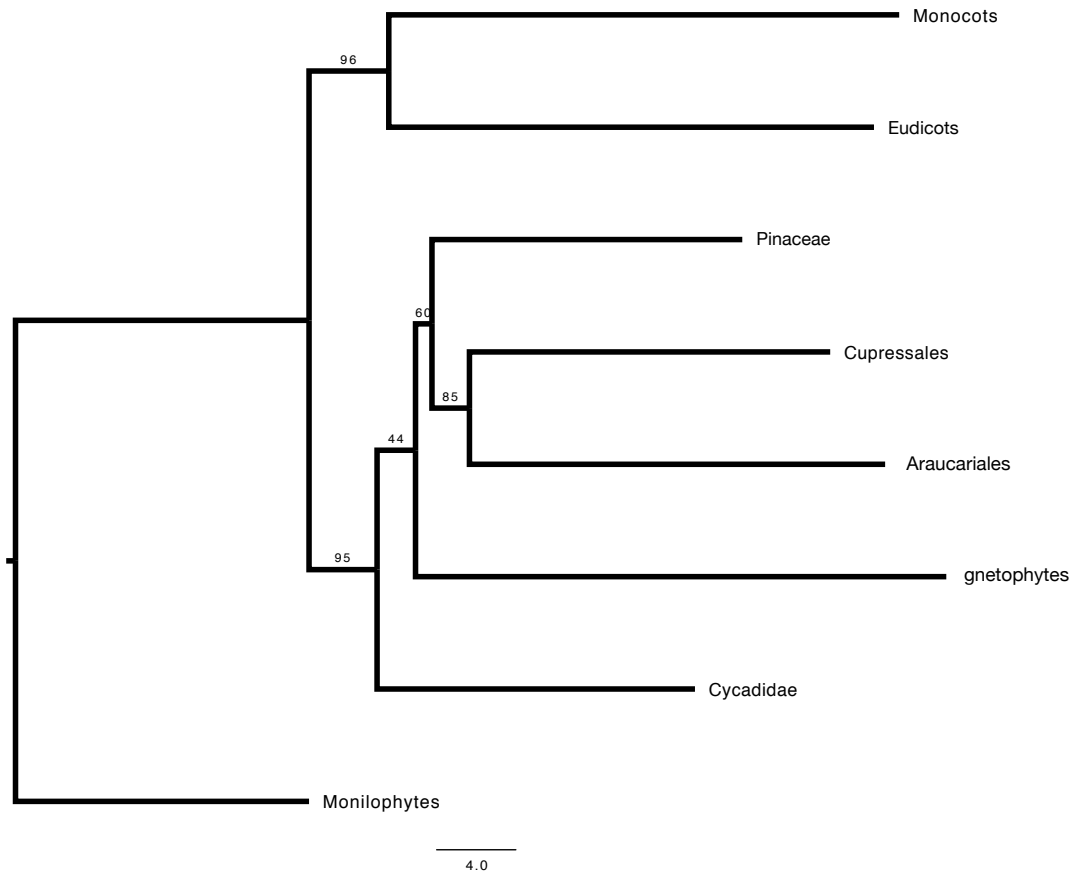 Monocots
96
Eudicots
Pinaceae
60
Cupressales
85
44
Araucariales
95
gnetophytes
Cycadidae
Monilophytes
4.0